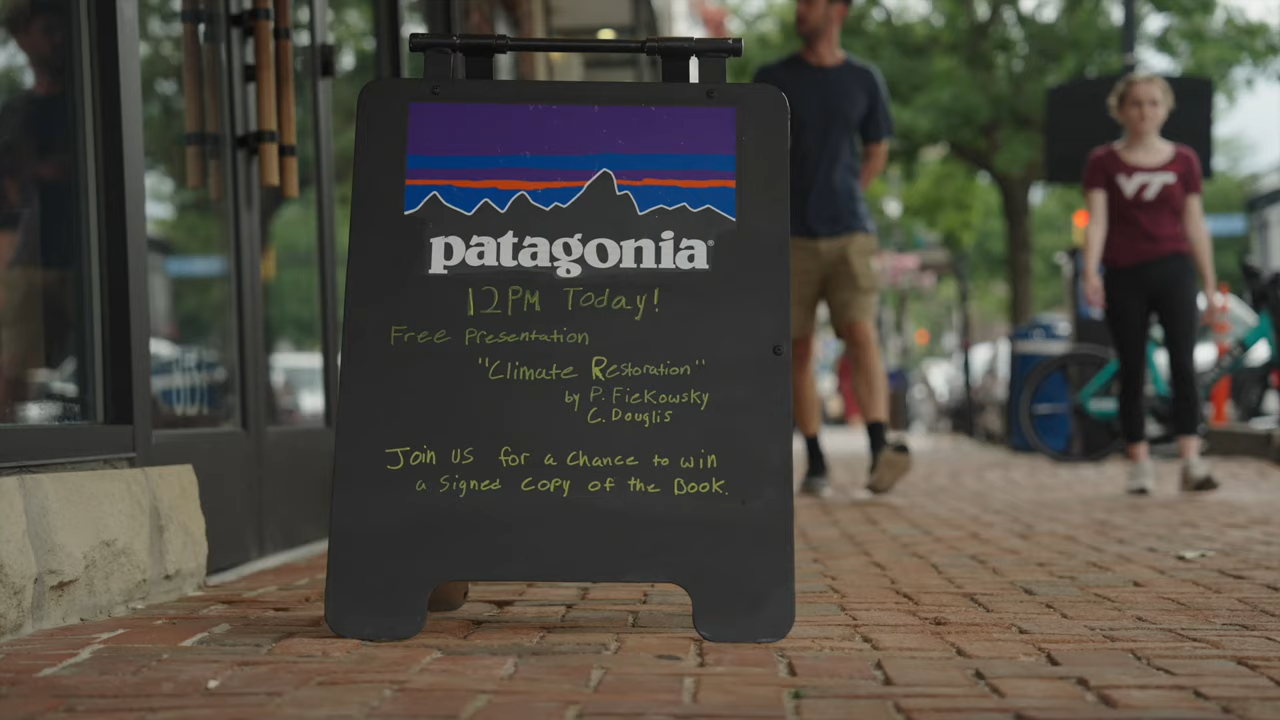 patagonia®
12PM Today!
Free Presentation
"Climate Restoration"
by P. Fiekowsky
C. Douglis
Join us for a Chance to win
a Signed Copy of the Book.
VT